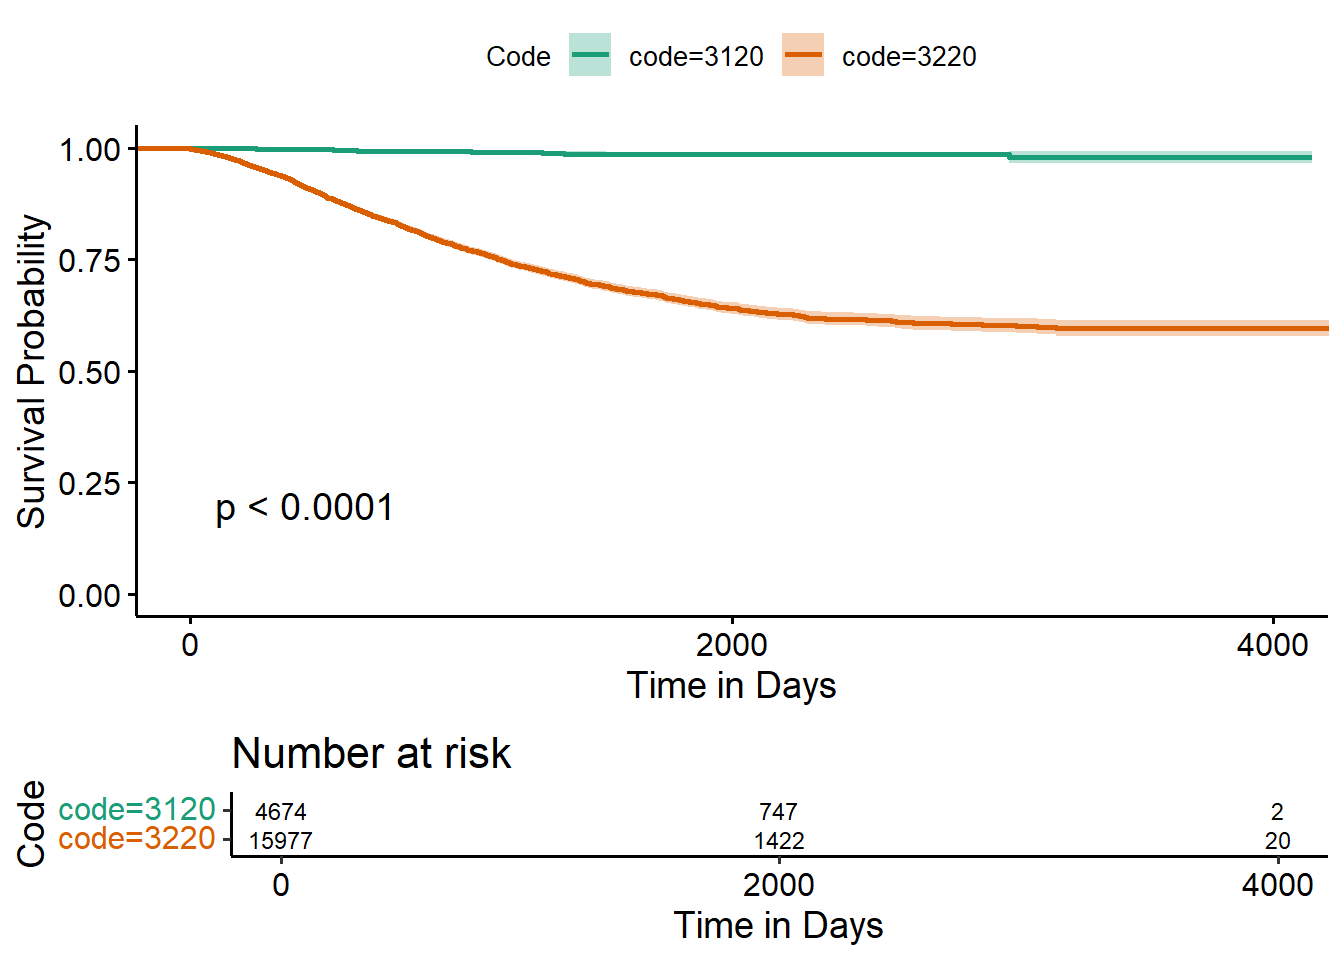 Code code=3120 code=3220
1.00
0.75
0.50
0.25
0.00
Survival Probability
p < 0.0001
0 2000 4000
Time in Days
Number at risk
Code
code=3120 4674 747 2
code=3220 15977 1422 20
0 2000 4000
Time in Days